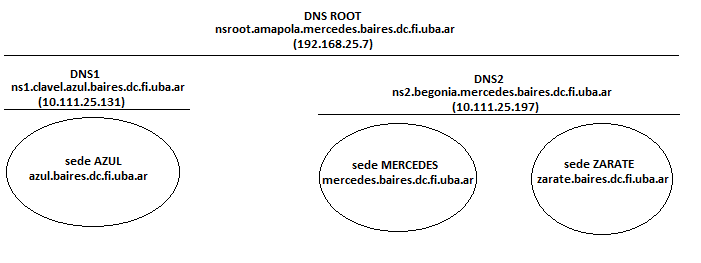 DNS ROOT
nsroot.amapola.mercedes.baires.dc.fi.uba.ar
(192.168.25.7)
DNS1
ns1.clavel.azul.baires.dc.fi.uba.ar
(10.111.25.131)
DNS2
ns2.begonia.mercedes.baires.dc.fi.uba.ar
(10.111.25.197)
sede AZUL
azul.baires.dc.fi.uba.ar
sede MERCEDES
mercedes.baires.dc.fi.uba.ar
sede ZARATE
zarate.baires.dc.fi.uba.ar